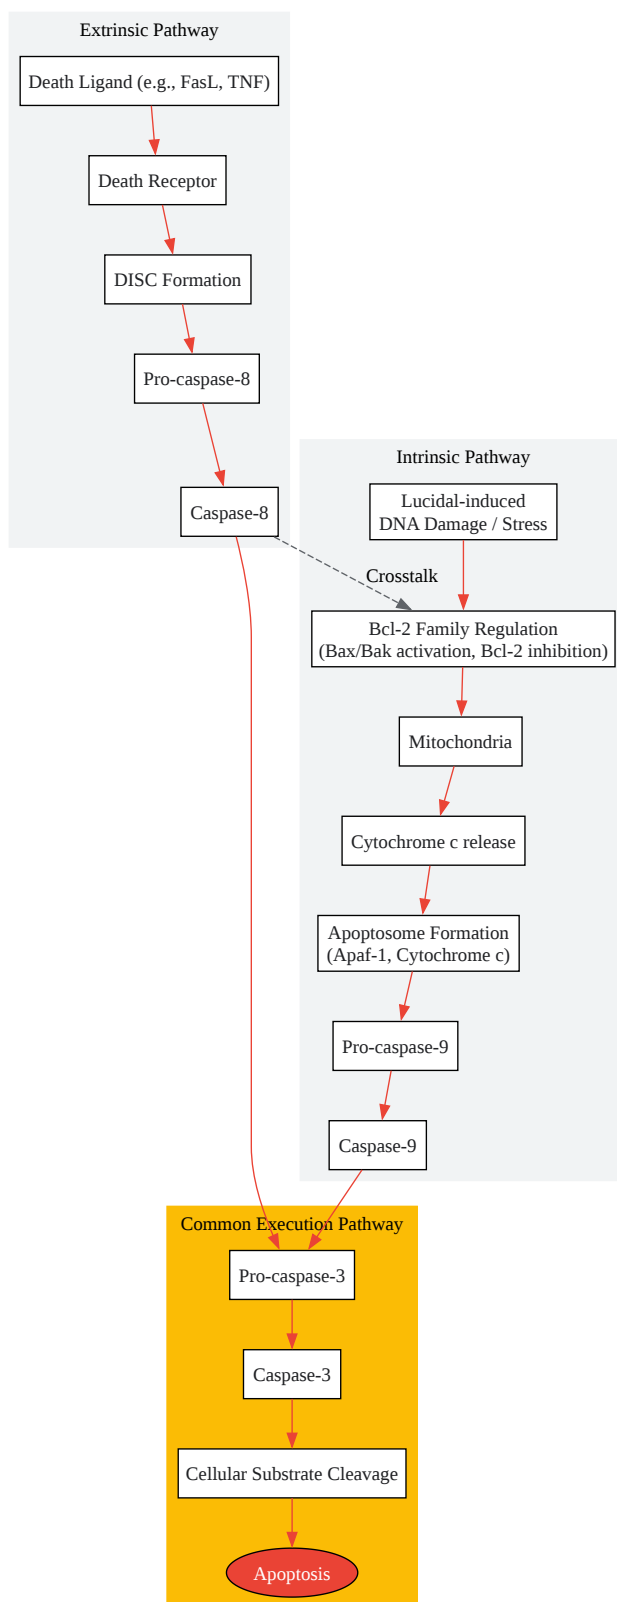 Extrinsic Pathway
Death Ligand (e.g., FasL, TNF)
Death Receptor
DISC Formation
Pro-caspase-8
Caspase-8
Intrinsic Pathway
Lucidal-induced
DNA Damage / Stress
Crosstalk
Bcl-2 Family Regulation
(Bax/Bak activation, Bcl-2 inhibition)
Mitochondria
Cytochrome c release
Apoptosome Formation
(Apaf-1, Cytochrome c)
Pro-caspase-9
Caspase-9
Common Execution Pathway
Pro-caspase-3
Caspase-3
Cellular Substrate Cleavage
Apoptosis